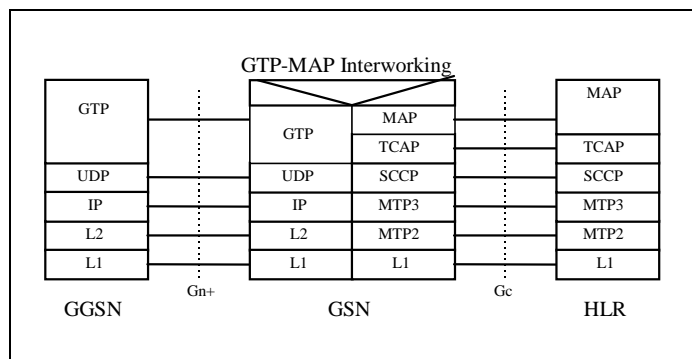 GTP-MAP Interworking
GTP
GTP
MAP
MAP
TCAP
TCAP
UDP
UDP
SCCP
SCCP
IP
IP
MTP3
MTP3
L2
L2
MTP2
MTP2
L1
L1
L1
L1
Gn+
Gc
GGSN
GSN
HLR